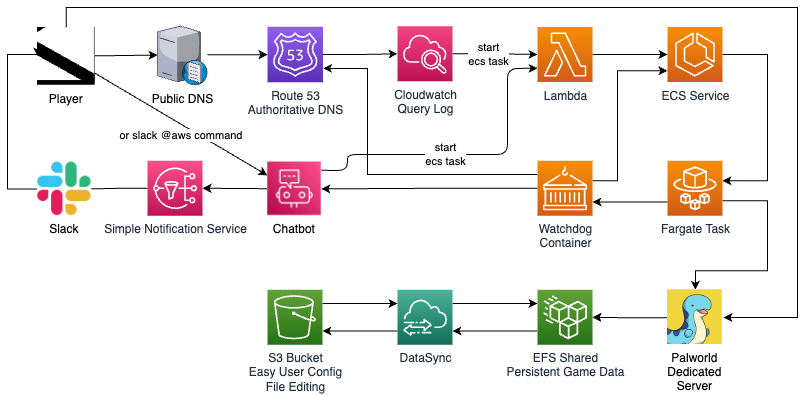 start
ecs task
Player
Public DNS
53
Route 53
Authoritative DNS
Cloudwatch
Query Log
Lambda
ECS Service
or slack @aws command
start
ecs task
Slack
Simple Notification Service
Chatbot
Watchdog
Container
Fargate Task
S3 Bucket
Easy User Config
File Editing
DataSync
EFS Shared
Persistent Game Data
Palworld
Dedicated
Server